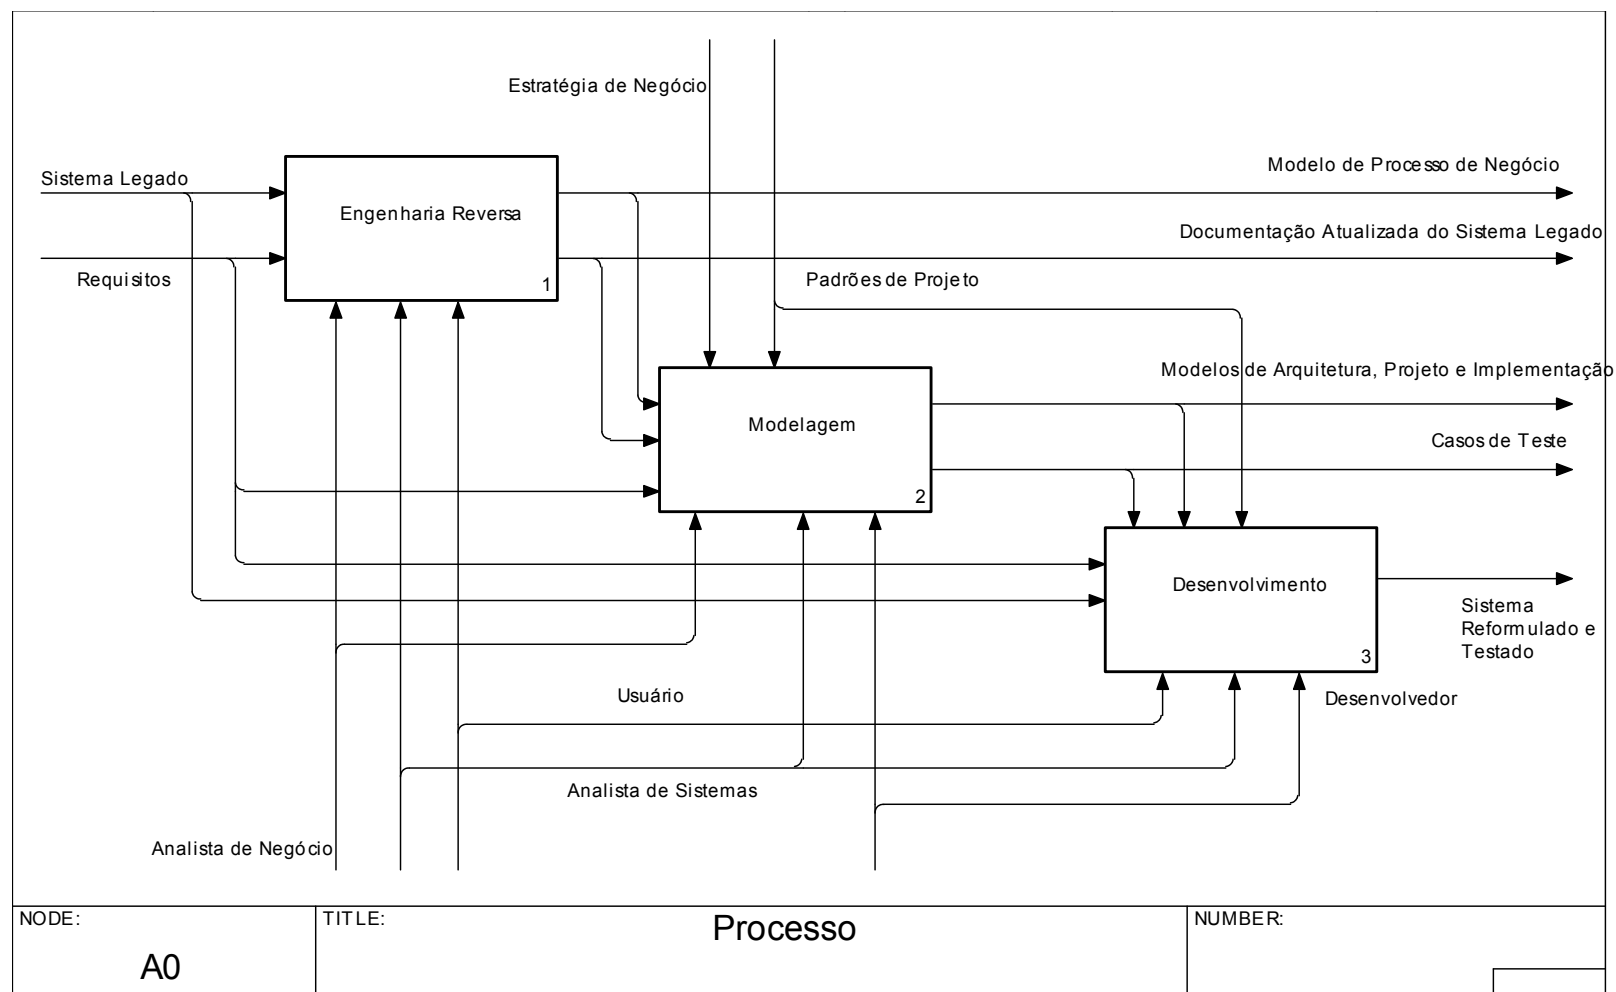 Estratégia de Negócio
Modelo de Processo de Negócio
Sistema Legado
Engenharia Reversa
Documentação Atualizada do Sistema Legado
Requisitos
1
Padrões de Projeto
Modelos de Arquitetura, Projeto e Implementação
Modelagem
Casos de Teste
2
Desenvolvimento
Sistema
Reformulado e
Testado
3
Usuário
Desenvolvedor
Analista de Sistemas
Analista de Negócio
NODE:
TITLE:
Processo
NUMBER:
A0